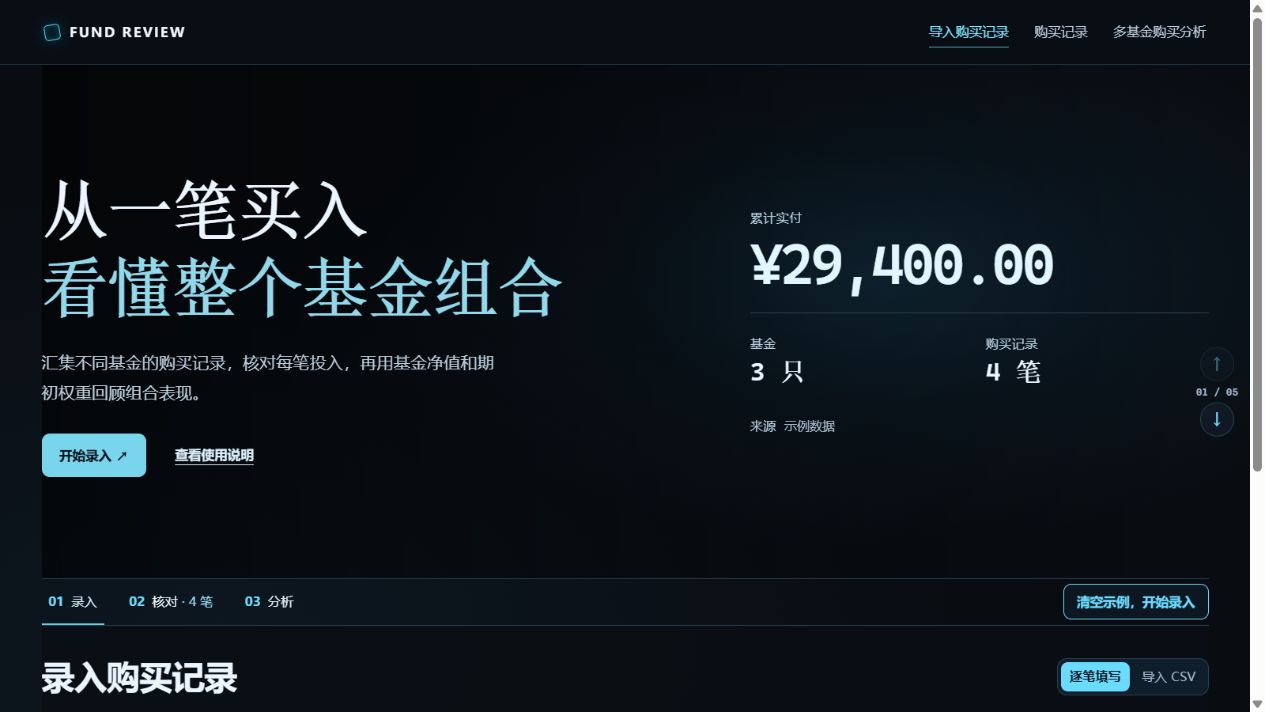 FUND REVIEW
导入购买记录
购买记录
多基金购买分析
从一笔买入
看懂整个基金组合
汇集不同基金的购买记录，核对每笔投入，再用基金净值和期
初权重回顾组合表现。
开始录入 ↗
查看使用说明
累计实付
¥29,400.00
基金
3 只
购买记录
4 笔
来源 示例数据
↑
01 / 05
↓
01 录入
02 核对 · 4 笔
03 分析
清空示例，开始录入
录入购买记录
逐笔填写
导入 CSV